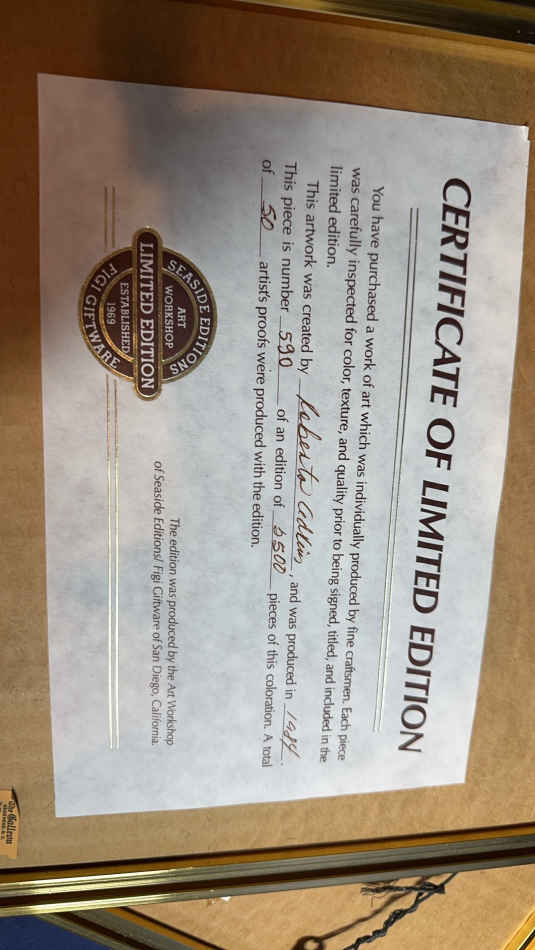 CERTIFICATE OF LIMITED EDITION
You have purchased a work of art which was individually produced by fine craftsmen. Each piece
was carefully inspected for color, texture, and quality prior to being signed, titled, and included in the
limited edition.
This artwork was created by Roberta Adkins, and was produced in 1984.
This piece is number 590 of an edition of 5500 pieces of this coloration. A total
of 50 artist's proofs were produced with the edition.
The edition was produced by the Art Workshop
of Seaside Editions/ Figi Giftware of San Diego, California.
SEASIDE EDITIONS
ART
WORKSHOP
LIMITED EDITION
ESTABLISHED
1969
FIGI GIFTWARE
The Galleon